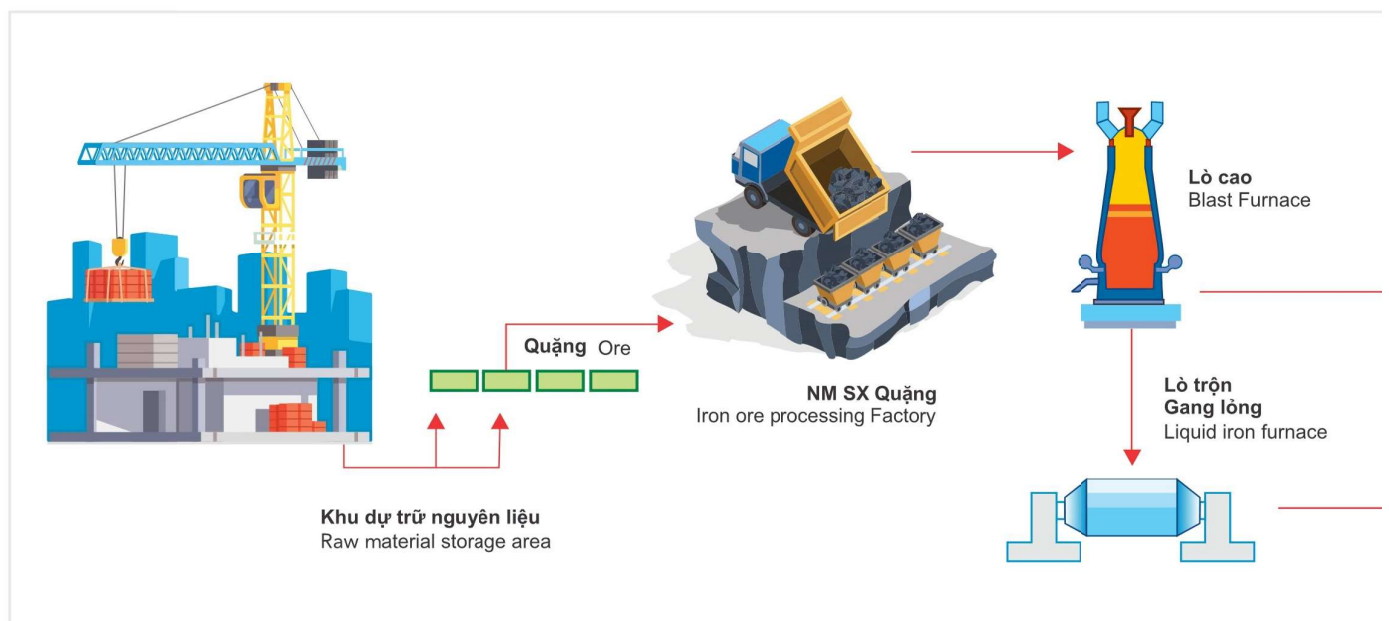 Khu dự trữ nguyên liệu
Raw material storage area
Quặng Ore
NM SX Quặng
Iron ore processing Factory
Lò cao
Blast Furnace
Lò trộn
Gang lỏng
Liquid iron furnace